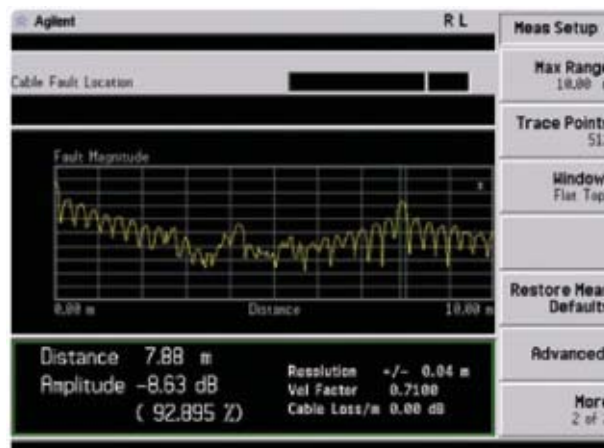 Agilent
R L
Meas Setup
Cable Fault Location
Max Range
10.00
Trace Points
Fault Magnitude
Window
Flat Top
0.00 m
Distance
10.00 m
Restore Meas
Defaults
Distance 7.88 m
Amplitude -8.63 dB
( 92.895 %)
Resolution +/- 0.04 m
Vel Factor 0.7100
Cable Loss/m 0.00 dB
Advanced
More
2 of